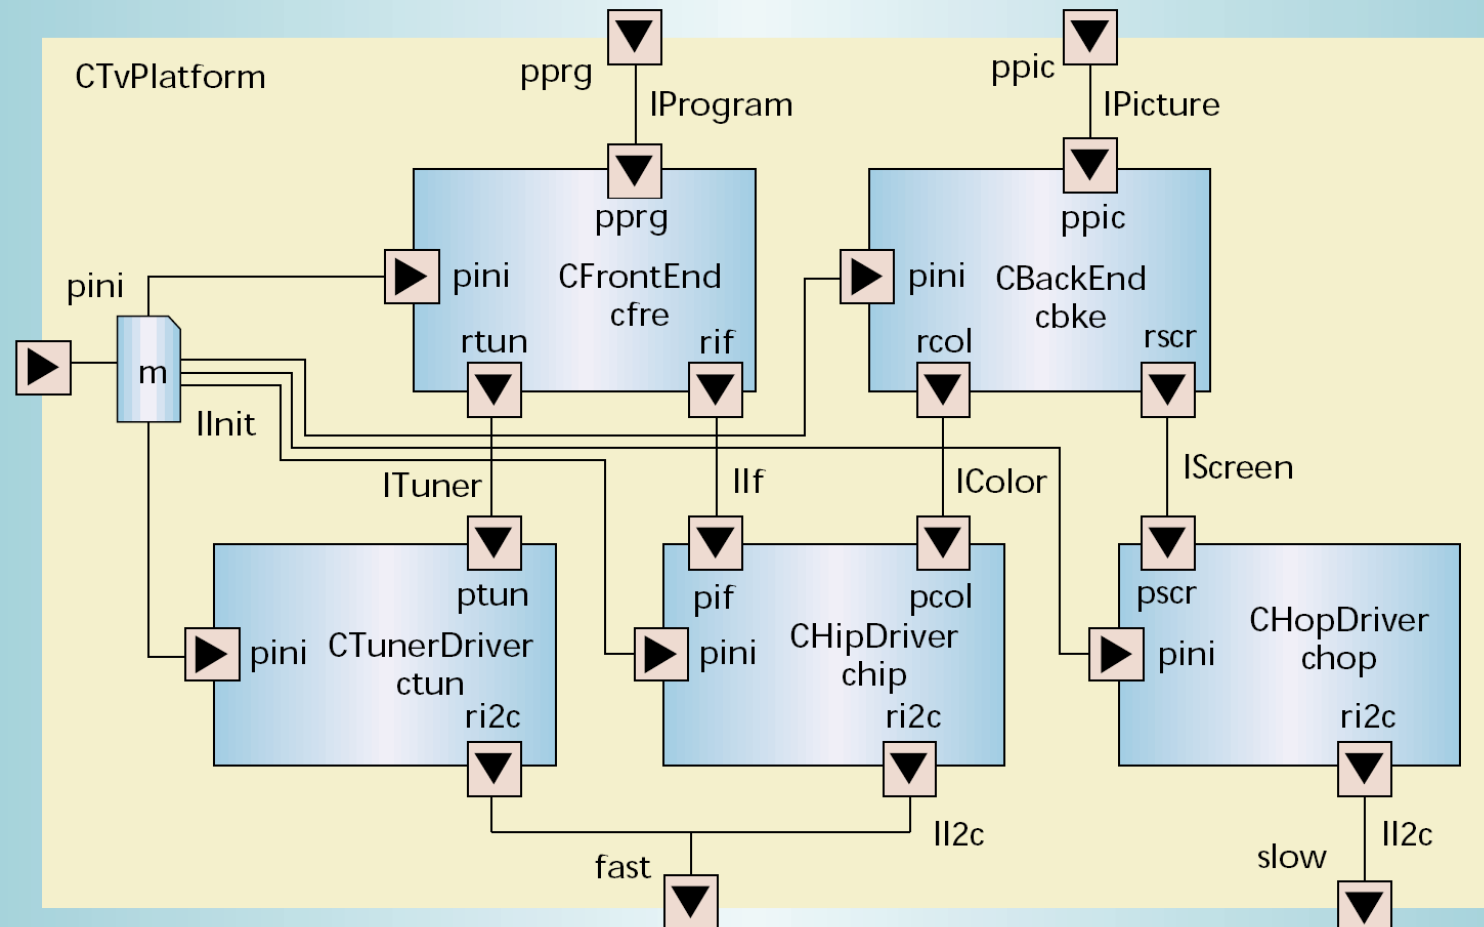 pprg
ppic
CTvPlatform
IProgram
IPicture
pprg
ppic
pini
pini
CFrontEnd
cfre
pini
CBackEnd
cbke
rtun
rif
rcol
rscr
m
IInit
ITuner
IIf
IColor
IScreen
ptun
pif
pcol
pscr
pini
CTunerDriver
ctun
pini
CHipDriver
chip
pini
CHopDriver
chop
ri2c
ri2c
ri2c
II2c
II2c
fast
slow